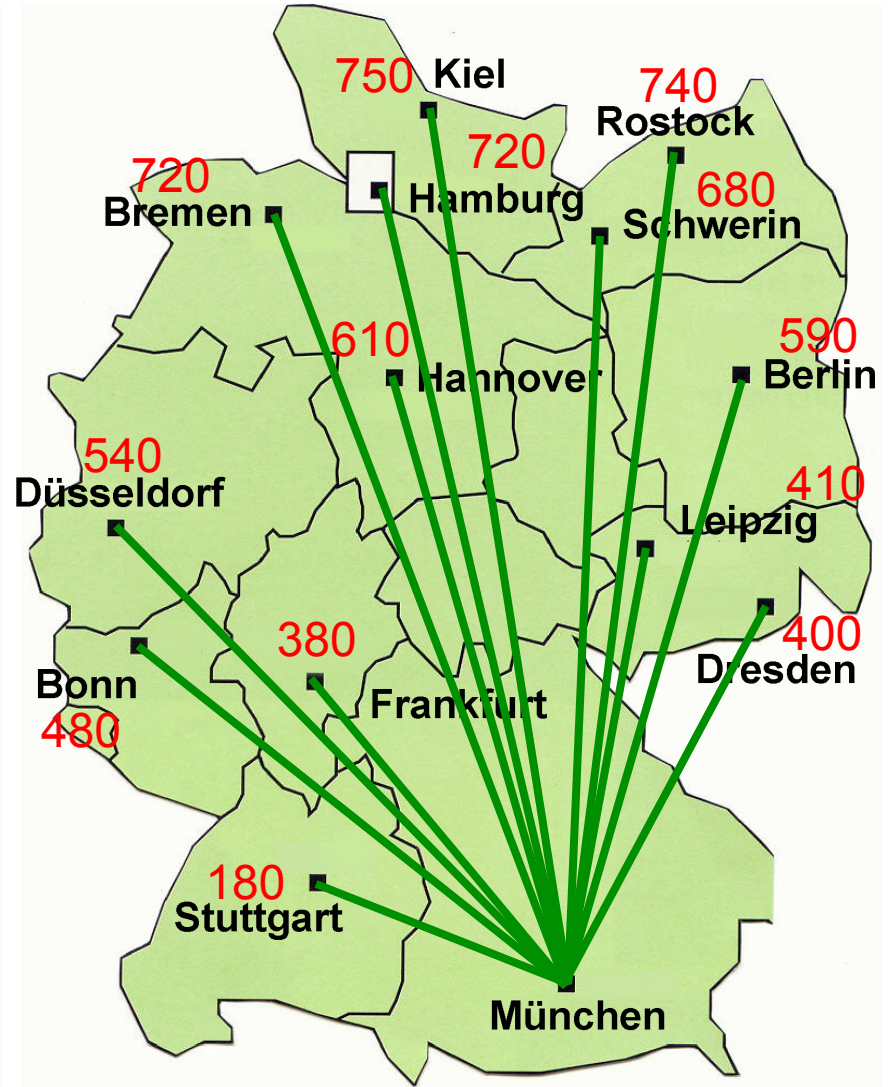 750 Kiel
740
Rostock
720
Hamburg
720
Bremen
680
Schwerin
610
Hannover
590
Berlin
540
Düsseldorf
410
Leipzig
380
Frankfurt
400
Dresden
Bonn
480
180
Stuttgart
München